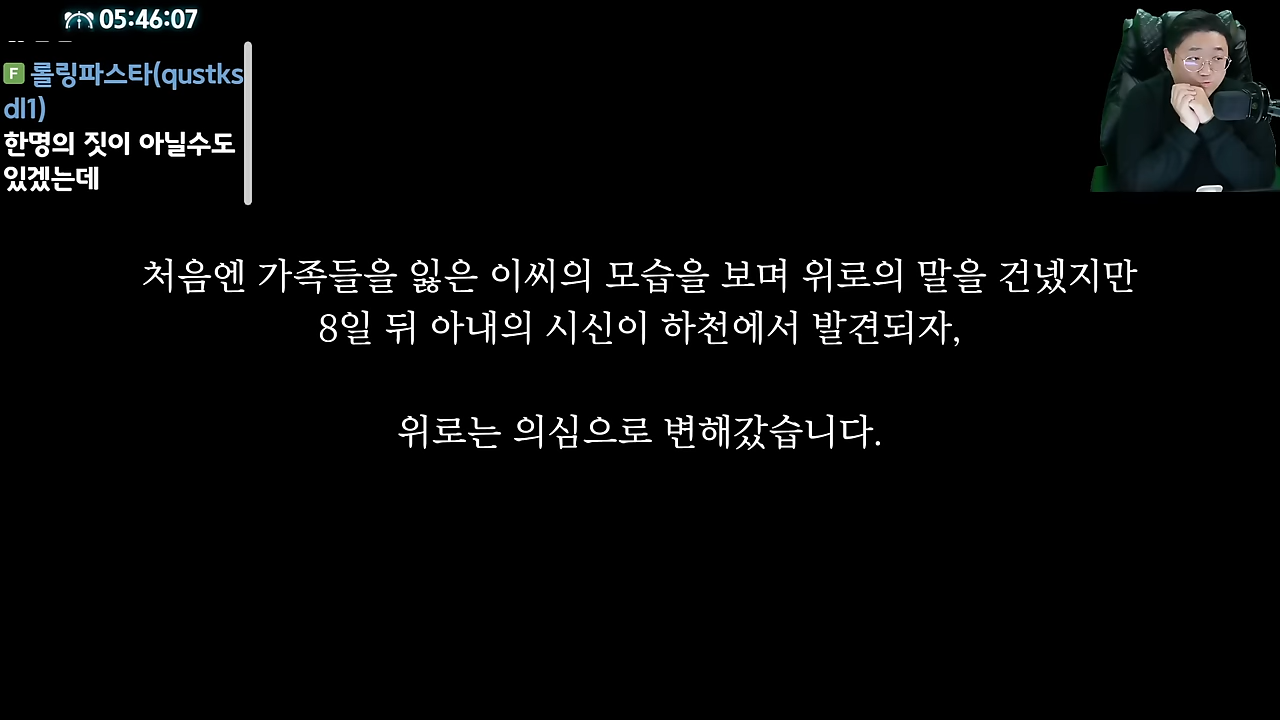 05:46:07
F 롤링파스타(qustks
dl1)
한명의 짓이 아닐수도
있겠는데
처음엔 가족들을 잃은 이씨의 모습을 보며 위로의 말을 건넸지만
8일 뒤 아내의 시신이 하천에서 발견되자,
위로는 의심으로 변해갔습니다.